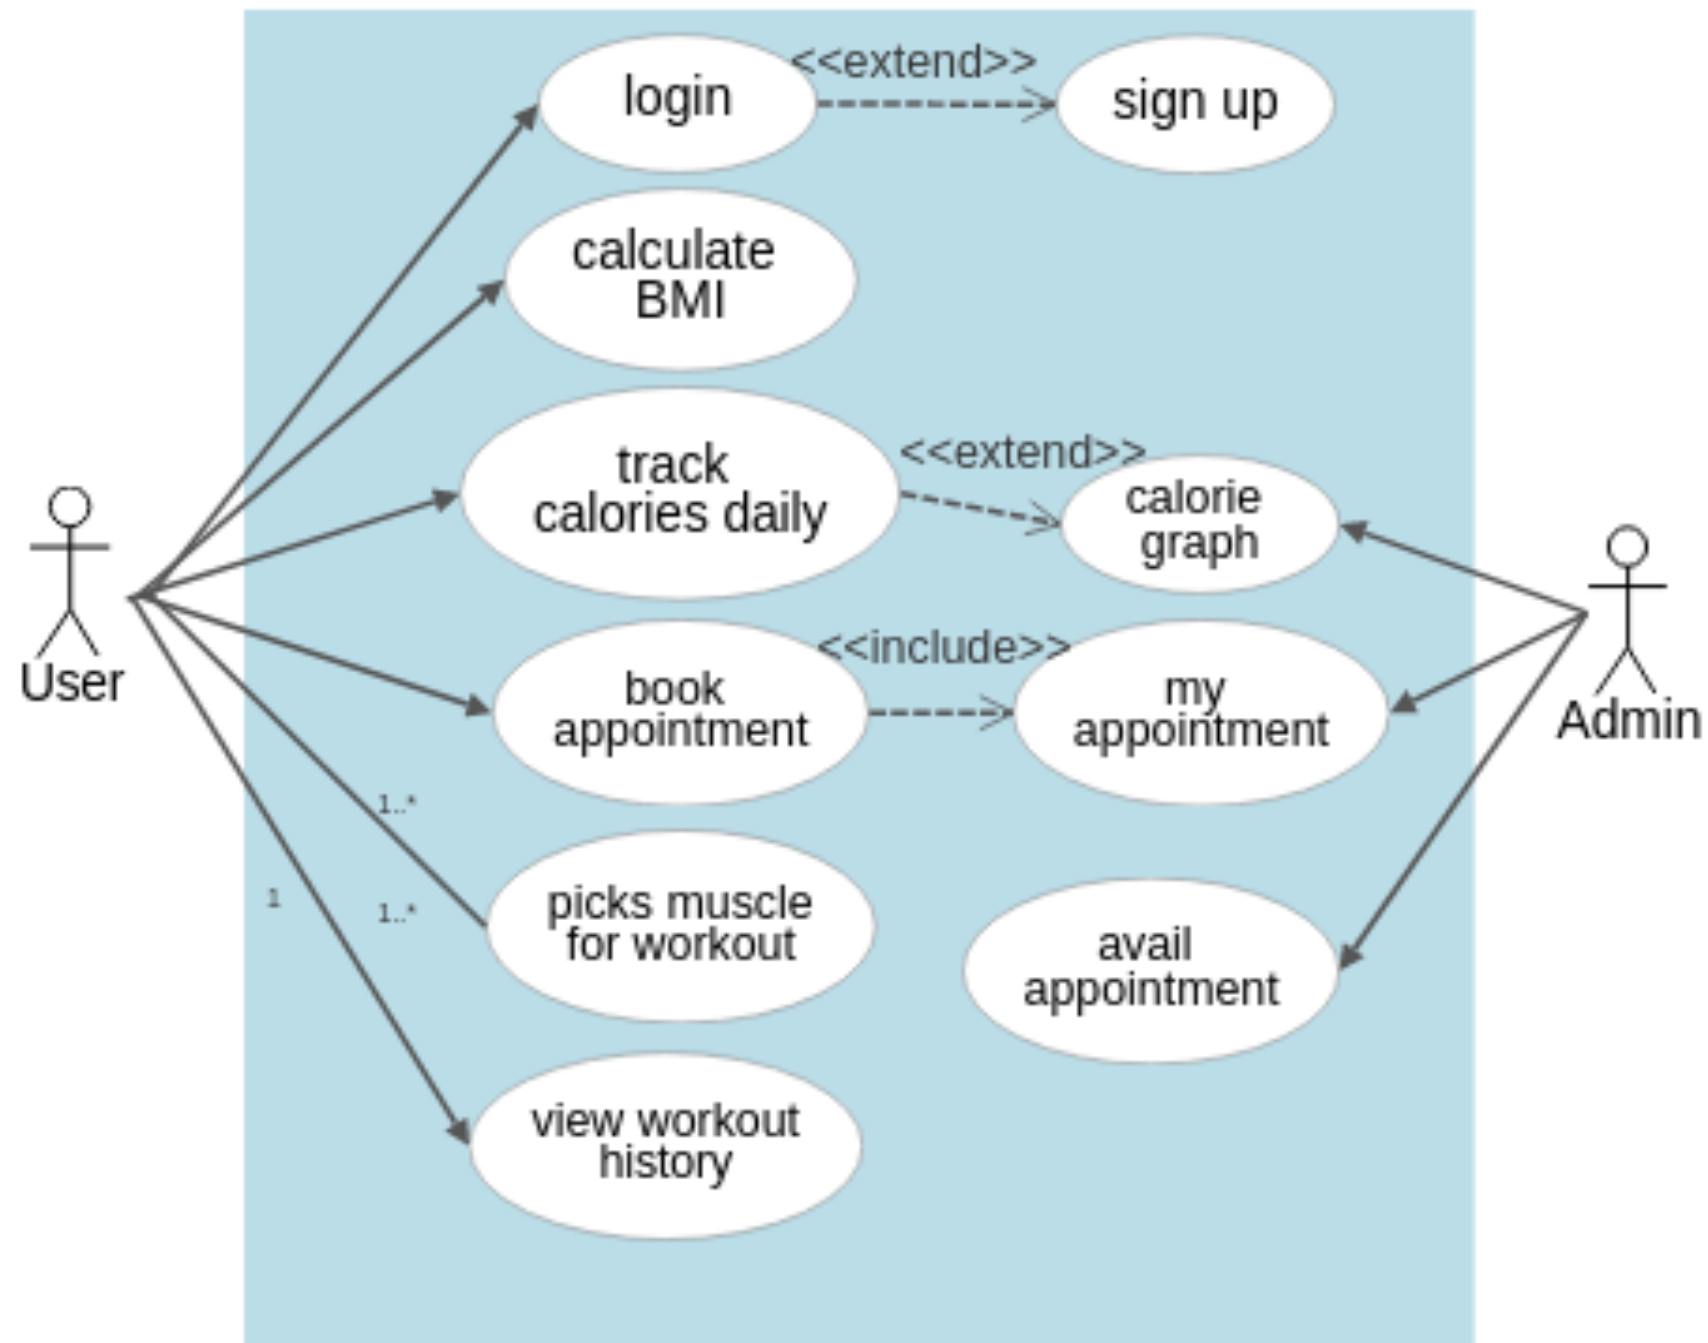 <<extend>>
login
sign up
calculate
BMI
track
calories daily
<<extend>>
calorie
graph
User
<<include>>
book
appointment
my
appointment
Admin
1..*
1
1..*
picks muscle
for workout
avail
appointment
view workout
history